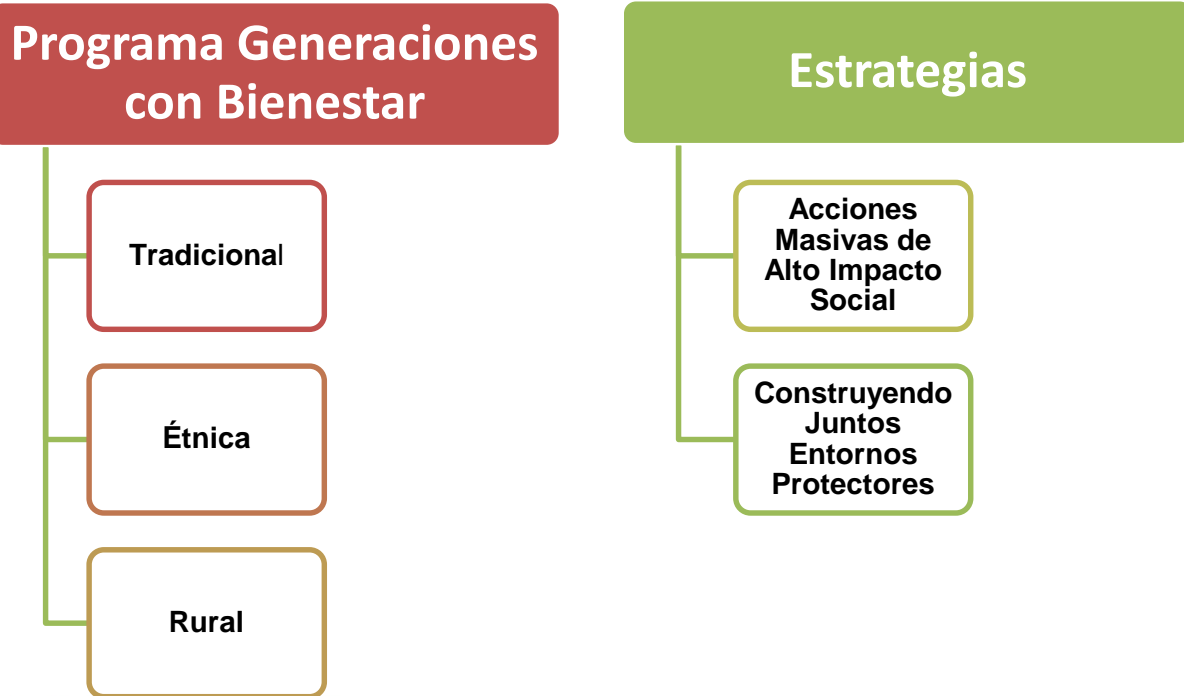 Programa Generaciones
con Bienestar
Tradicional
Étnica
Rural
Estrategias
Acciones
Masivas de
Alto Impacto
Social
Construyendo
Juntos
Entornos
Protectores